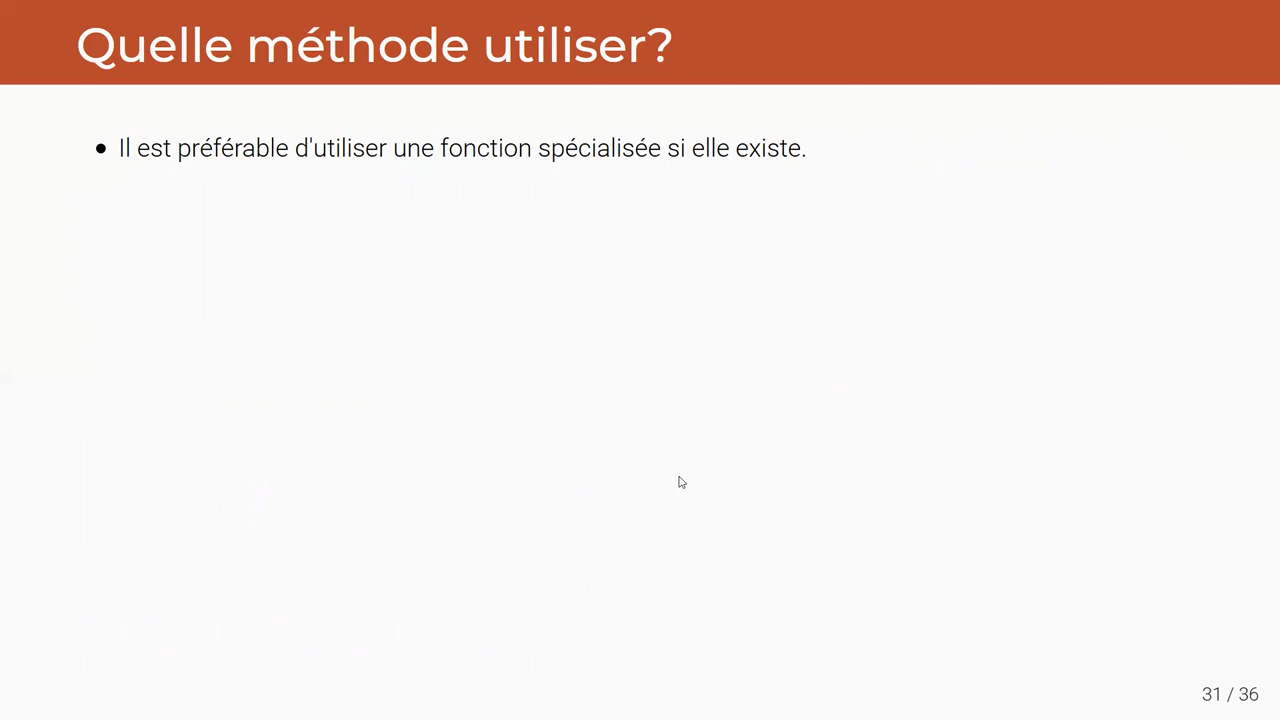 Quelle méthode utiliser?
• Il est préférable d'utiliser une fonction spécialisée si elle existe.
31 / 36